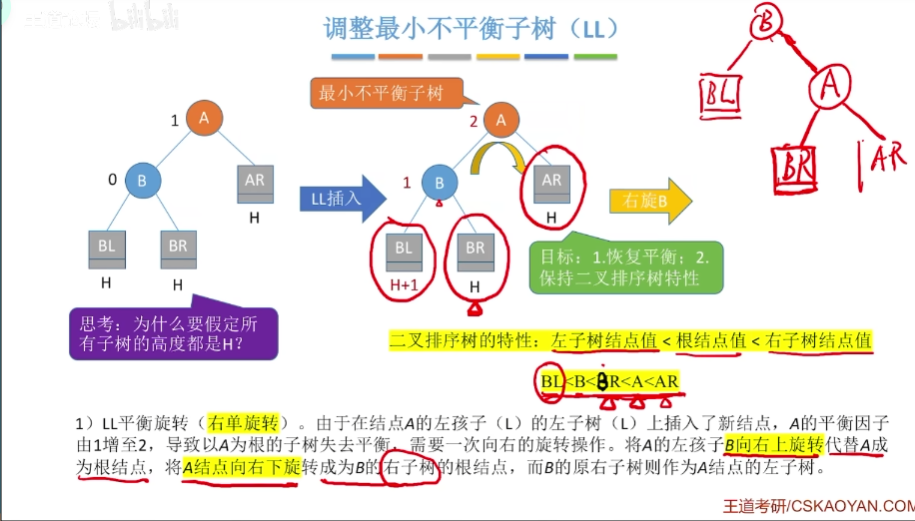 bilibili
调整最小不平衡子树（LL）
最小不平衡子树
1
A
0
B
AR
H
BL
BR
H
H
LL插入
2
A
1
B
AR
H
BL
BR
H+1
H
右旋B
B
BL
A
BR
AR
思考：为什么要假定所
有子树的高度都是H？
目标：1.恢复平衡；2.
保持二叉排序树特性
二叉排序树的特性：左子树结点值 < 根结点值 < 右子树结点值
BL<B<BR<A<AR
1）LL平衡旋转（右单旋转）。由于在结点A的左孩子（L）的左子树（L）上插入了新结点，A的平衡因子
由1增至2，导致以A为根的子树失去平衡，需要一次向右的旋转操作。将A的左孩子B向右上旋转代替A成
为根结点，将A结点向右下旋转成为B的右子树的根结点，而B的原右子树则作为A结点的左子树。
王道考研/CSKAOYAN.COM